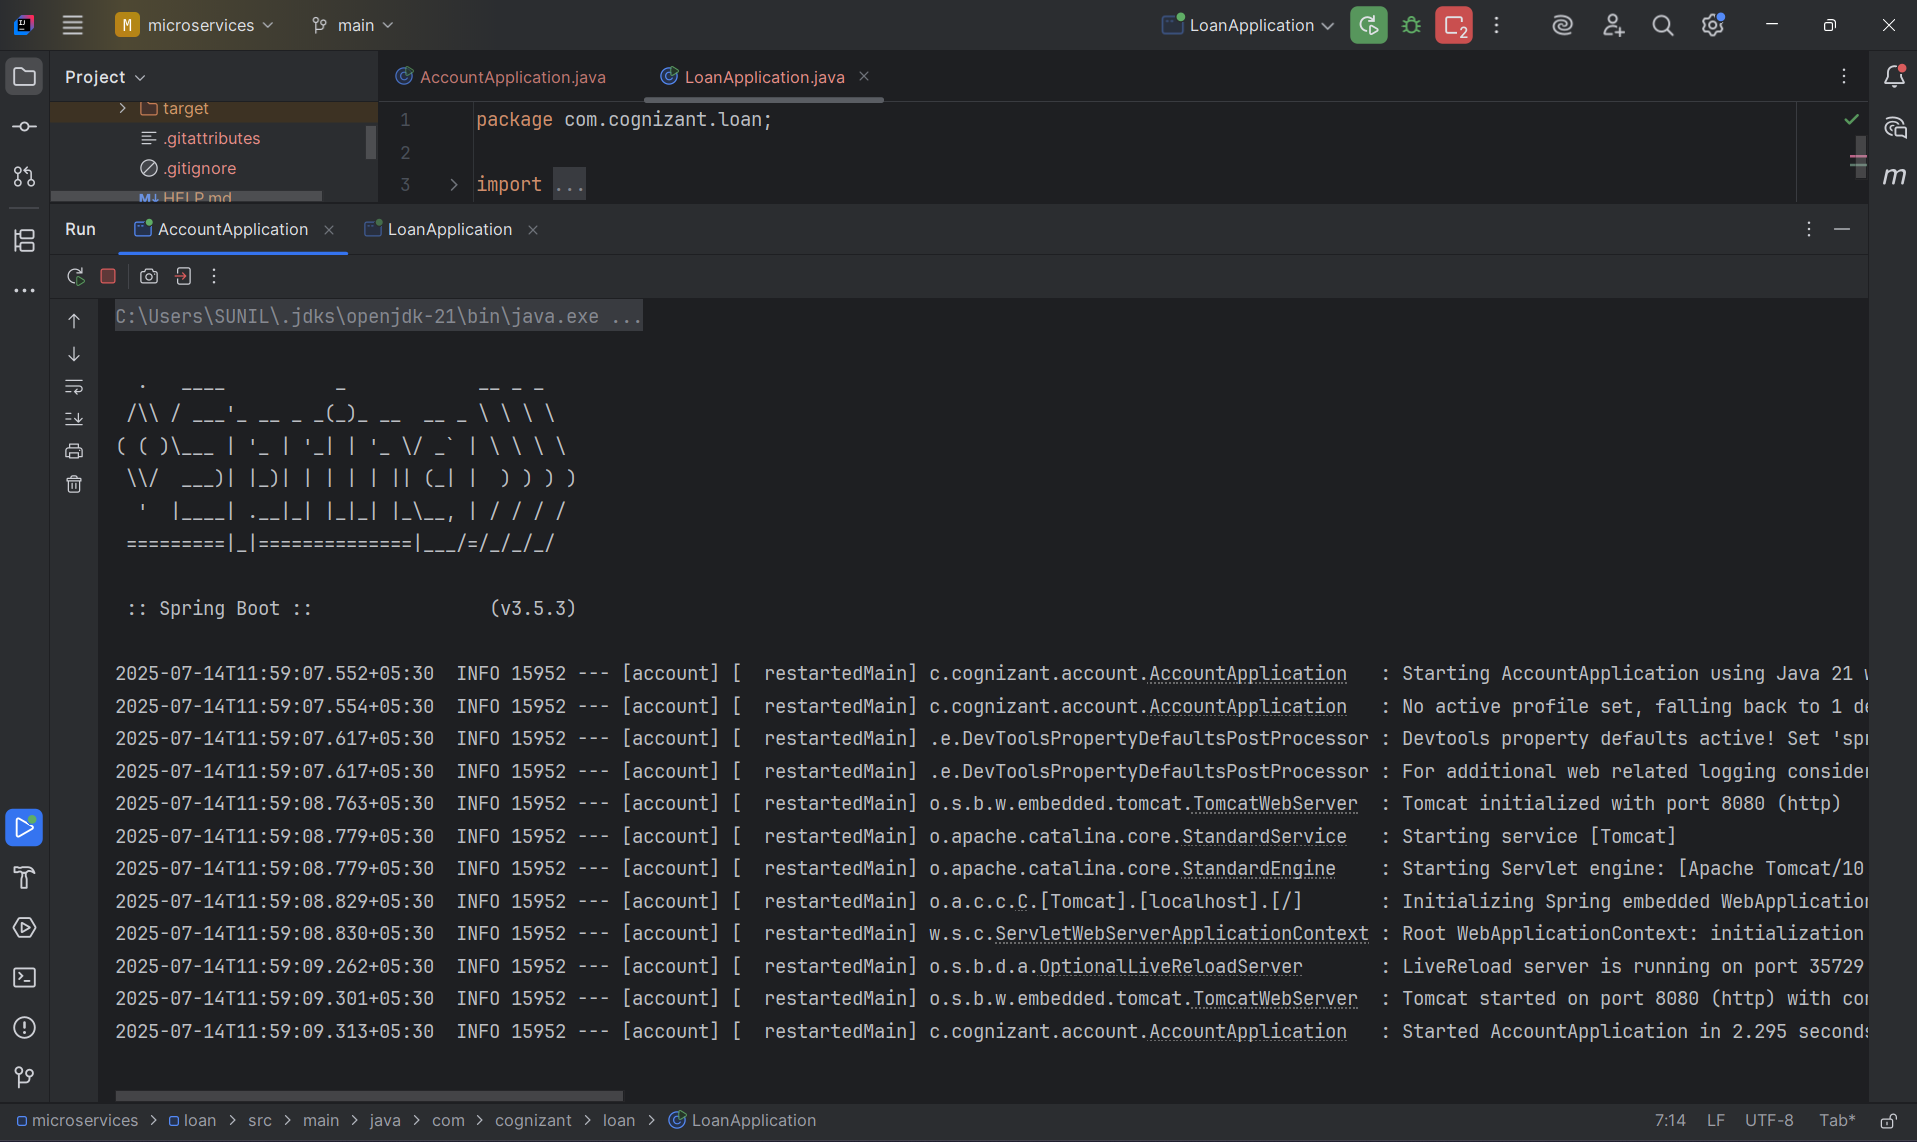 M microservices main LoanApplication 2
Project AccountApplication.java LoanApplication.java
target
.gitattributes
.gitignore
M↓ HELP.md
1 package com.cognizant.loan;
2
3 import ...
Run AccountApplication LoanApplication
C:\Users\SUNIL\.jdks\openjdk-21\bin\java.exe ...
  .   ____          _            __ _ _
 /\\ / ___'_ __ _ _(_)_ __  __ _ \ \ \ \
( ( )\___ | '_ | '_| | '_ \/ _` | \ \ \ \
 \\/  ___)| |_)| | | | | || (_| |  ) ) ) )
  '  |____| .__|_| |_|_| |_\__, | / / / /
 =========|_|==============|___/=/_/_/_/
 :: Spring Boot ::                (v3.5.3)
2025-07-14T11:59:07.552+05:30  INFO 15952 --- [account] [  restartedMain] c.cognizant.account.AccountApplication   : Starting AccountApplication using Java 21 w
2025-07-14T11:59:07.554+05:30  INFO 15952 --- [account] [  restartedMain] c.cognizant.account.AccountApplication   : No active profile set, falling back to 1 de
2025-07-14T11:59:07.617+05:30  INFO 15952 --- [account] [  restartedMain] .e.DevToolsPropertyDefaultsPostProcessor : Devtools property defaults active! Set 'spr
2025-07-14T11:59:07.617+05:30  INFO 15952 --- [account] [  restartedMain] .e.DevToolsPropertyDefaultsPostProcessor : For additional web related logging consider
2025-07-14T11:59:08.763+05:30  INFO 15952 --- [account] [  restartedMain] o.s.b.w.embedded.tomcat.TomcatWebServer  : Tomcat initialized with port 8080 (http)
2025-07-14T11:59:08.779+05:30  INFO 15952 --- [account] [  restartedMain] o.apache.catalina.core.StandardService   : Starting service [Tomcat]
2025-07-14T11:59:08.779+05:30  INFO 15952 --- [account] [  restartedMain] o.apache.catalina.core.StandardEngine    : Starting Servlet engine: [Apache Tomcat/10
2025-07-14T11:59:08.829+05:30  INFO 15952 --- [account] [  restartedMain] o.a.c.c.C.[Tomcat].[localhost].[/]       : Initializing Spring embedded WebApplication
2025-07-14T11:59:08.830+05:30  INFO 15952 --- [account] [  restartedMain] w.s.c.ServletWebServerApplicationContext : Root WebApplicationContext: initialization
2025-07-14T11:59:09.262+05:30  INFO 15952 --- [account] [  restartedMain] o.s.b.d.a.OptionalLiveReloadServer       : LiveReload server is running on port 35729
2025-07-14T11:59:09.301+05:30  INFO 15952 --- [account] [  restartedMain] o.s.b.w.embedded.tomcat.TomcatWebServer  : Tomcat started on port 8080 (http) with con
2025-07-14T11:59:09.313+05:30  INFO 15952 --- [account] [  restartedMain] c.cognizant.account.AccountApplication   : Started AccountApplication in 2.295 seconds
microservices > loan > src > main > java > com > cognizant > loan > LoanApplication 7:14 LF UTF-8 Tab*